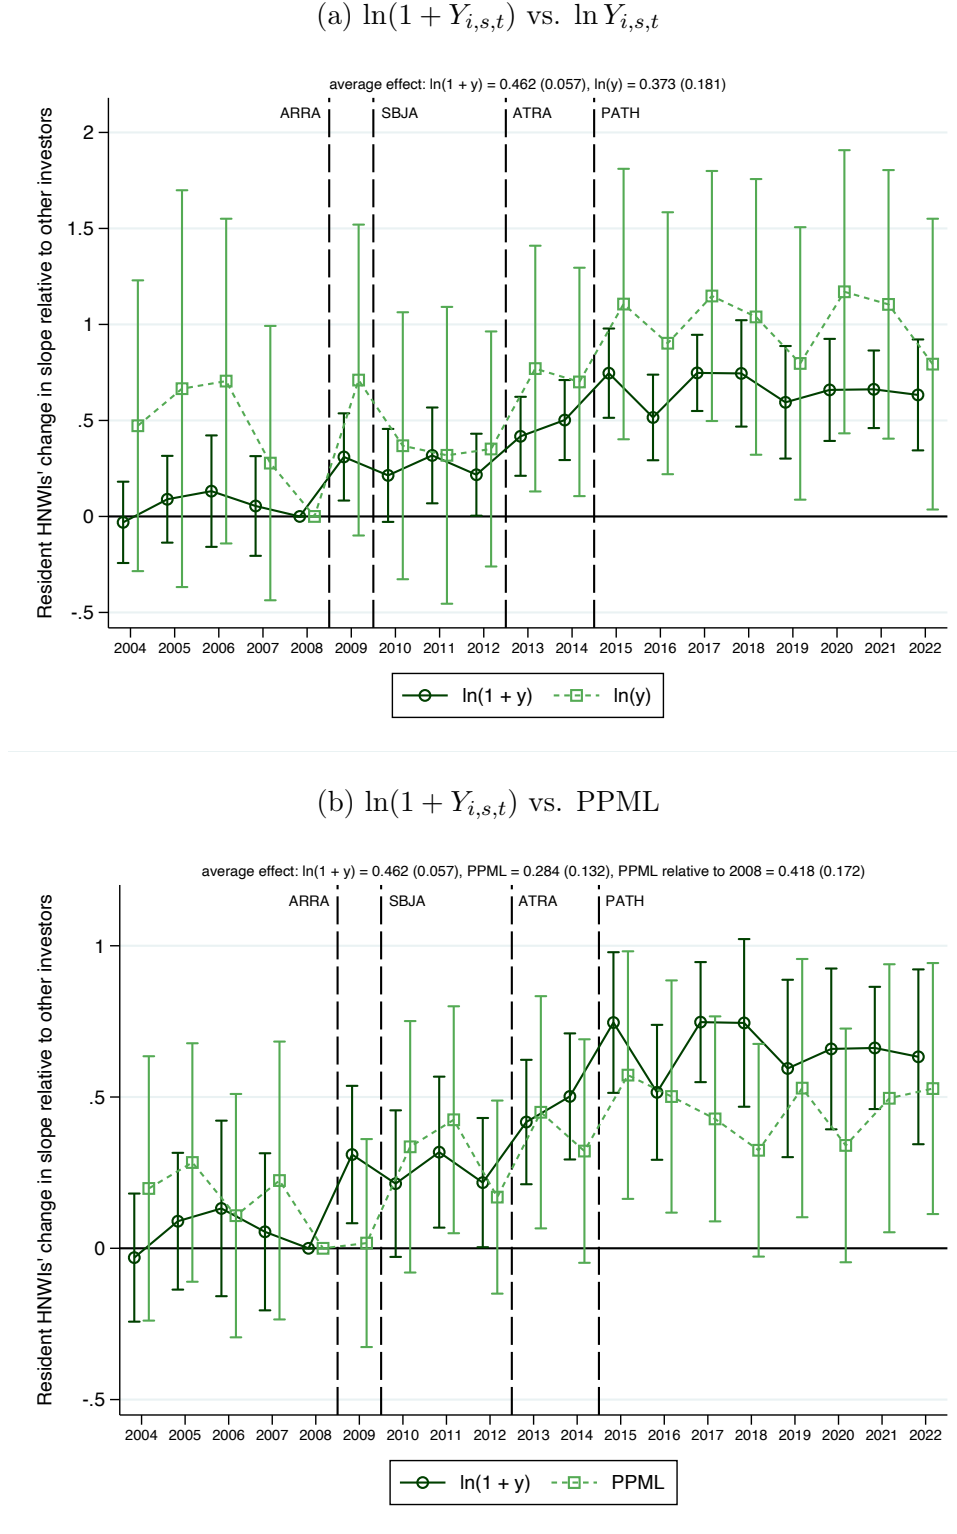 (a) ln(1 + Y_{i,s,t}) vs. ln Y_{i,s,t}
average effect: ln(1 + y) = 0.462 (0.057), ln(y) = 0.373 (0.181)
ARRA SBJA ATRA PATH
Resident HNWIs' change in slope relative to other investors
2
1.5
1
.5
0
-.5
2004 2005 2006 2007 2008 2009 2010 2011 2012 2013 2014 2015 2016 2017 2018 2019 2020 2021 2022
ln(1 + y) ln(y)
(b) ln(1 + Y_{i,s,t}) vs. PPML
average effect: ln(1 + y) = 0.462 (0.057), PPML = 0.284 (0.132), PPML relative to 2008 = 0.418 (0.172)
ARRA SBJA ATRA PATH
Resident HNWIs' change in slope relative to other investors
1
.5
0
-.5
2004 2005 2006 2007 2008 2009 2010 2011 2012 2013 2014 2015 2016 2017 2018 2019 2020 2021 2022
ln(1 + y) PPML